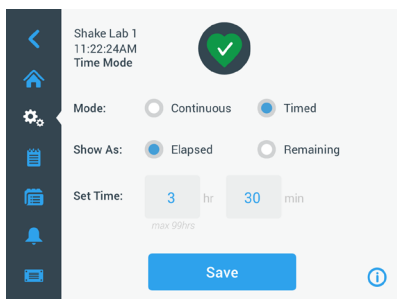 Shake Lab 1
11:22:24AM
Time Mode
Mode: Continuous Timed
Show As: Elapsed Remaining
Set Time: 3 hr 30 min
max 99hrs
Save